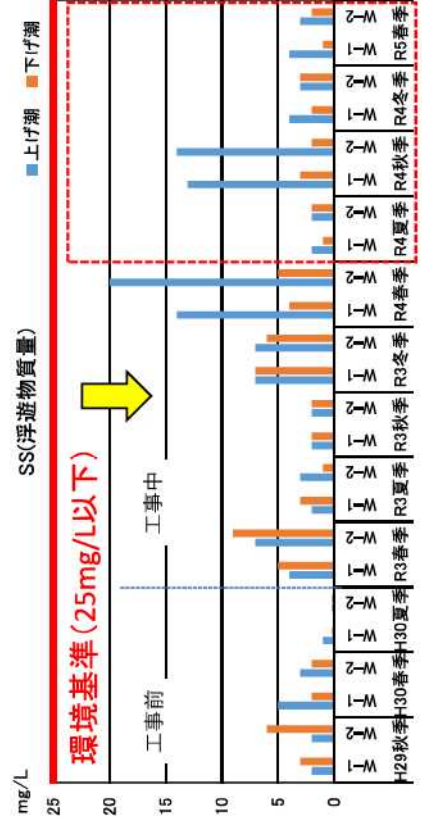 SS(浮遊物質量)
mg/L
上げ潮 下げ潮
環境基準(25mg/L以下)
工事前 工事中
25
20
15
10
5
0
W-1 W-2 W-1 W-2 W-1 W-2 W-1 W-2 W-1 W-2 W-1 W-2 W-1 W-2 W-1 W-2 W-1 W-2 W-1 W-2 W-1 W-2 W-1 W-2
H29秋季 H30春季 H30夏季 R3春季 R3夏季 R3秋季 R3冬季 R4春季 R4夏季 R4秋季 R4冬季 R5春季